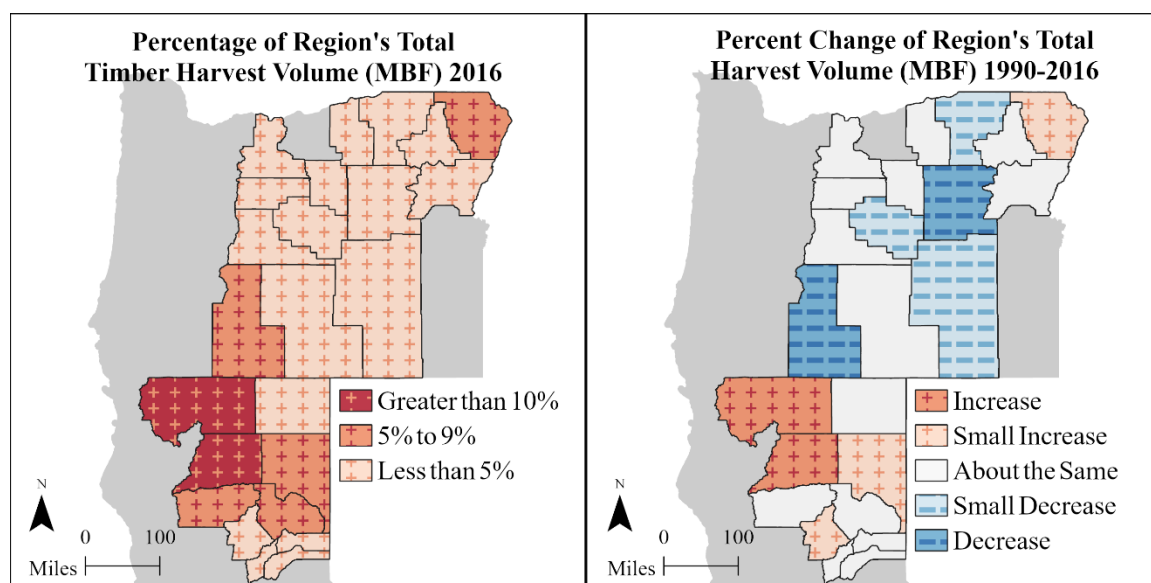 Percentage of Region's Total
Timber Harvest Volume (MBF) 2016
Greater than 10%
5% to 9%
Less than 5%
N
0 100
Miles
Percent Change of Region's Total
Harvest Volume (MBF) 1990-2016
Increase
Small Increase
About the Same
Small Decrease
Decrease
N
0 100
Miles